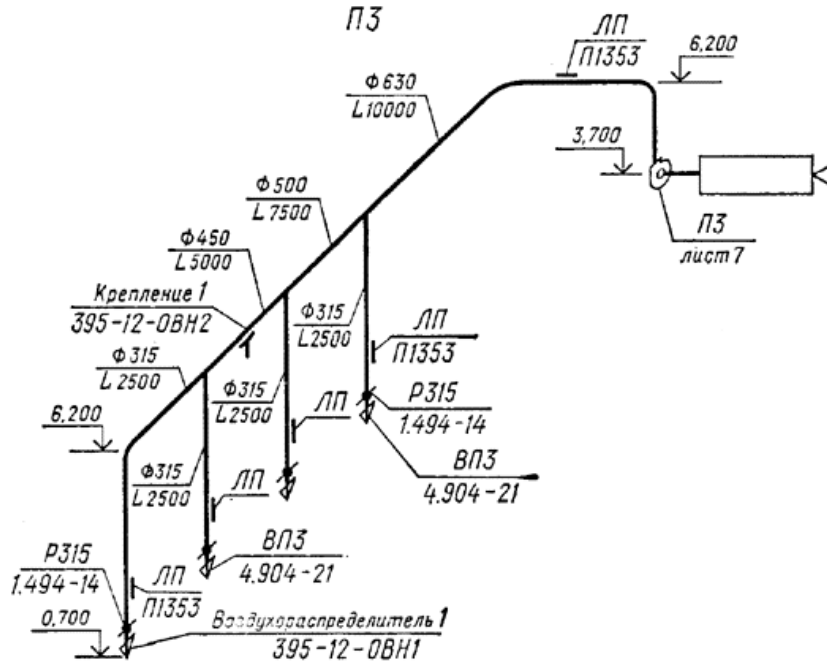 П3
ЛП
П1353
6,200
Ф630
L10000
3,700
Ф500
L7500
П3
лист 7
Ф450
L5000
Крепление 1
395-12-ОВН2
Ф315
L2500
ЛП
П1353
Ф315
L2500
Ф315
L2500
ЛП
Р315
1.494-14
6,200
ВП3
4.904-21
Ф315
L2500
ЛП
Р315
1.494-14
ВП3
4.904-21
ЛП
П1353
0,700
Воздухораспределитель 1
395-12-ОВН1